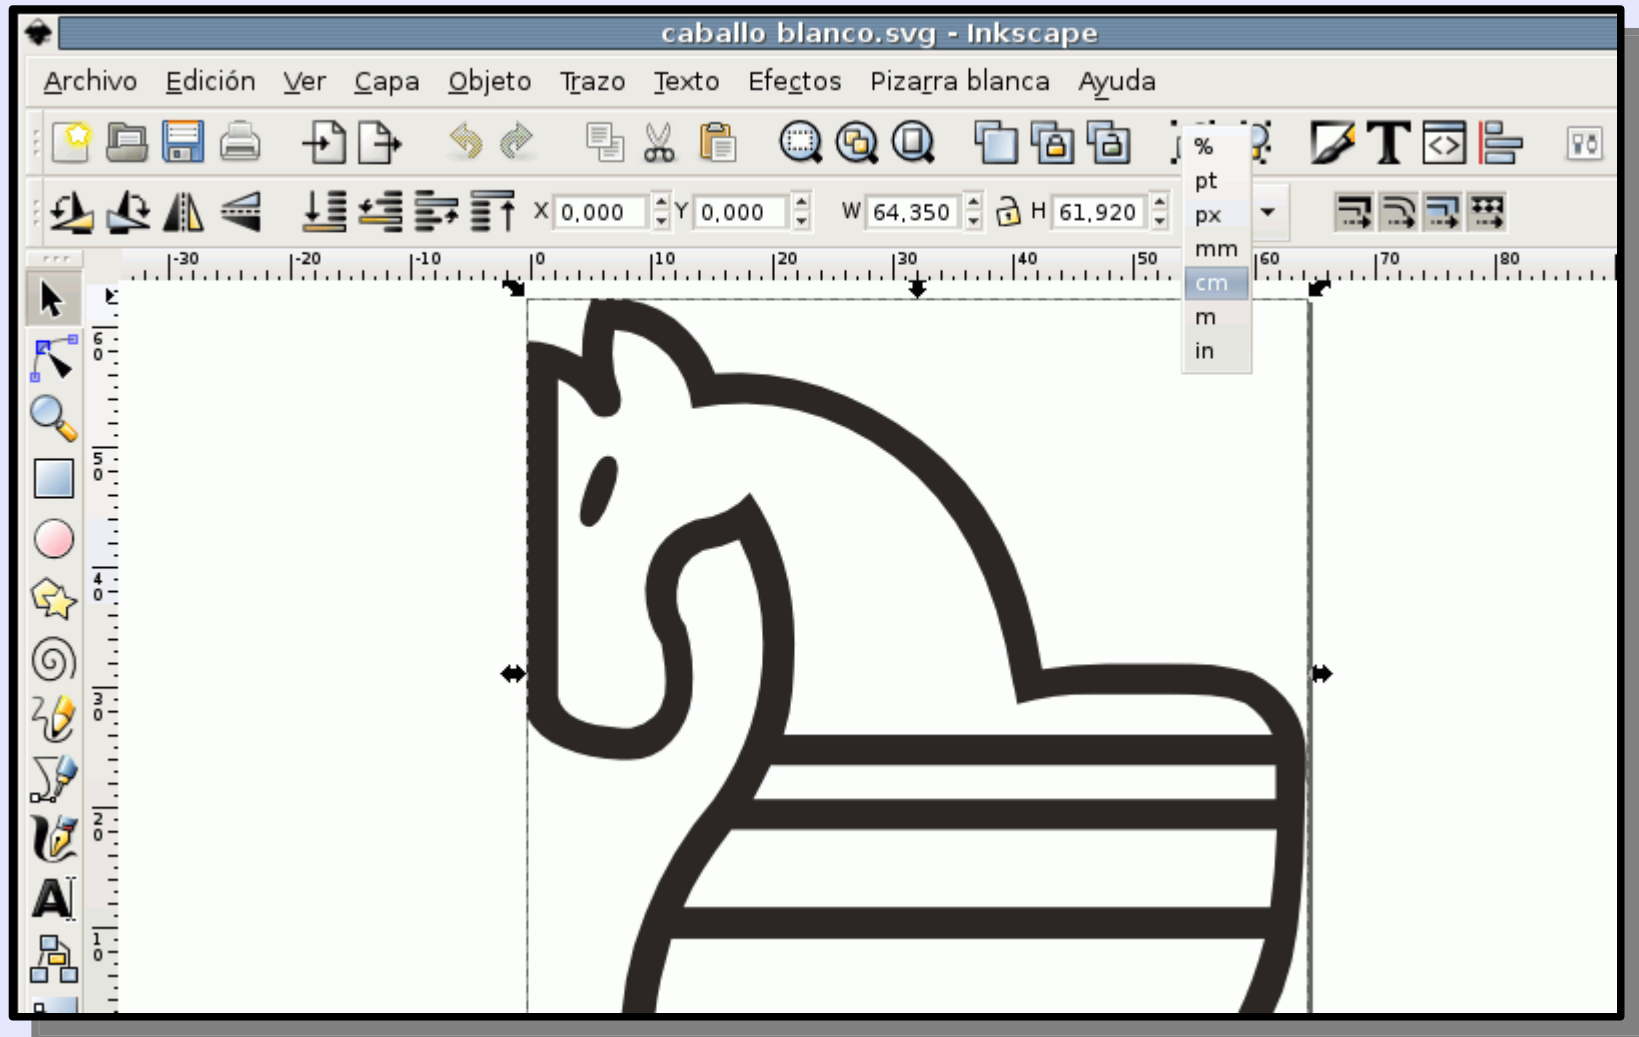 caballo blanco.svg - Inkscape
Archivo Edición Ver Capa Objeto Trazo Texto Efectos Pizarra blanca Ayuda
X 0,000 Y 0,000 W 64,350 H 61,920
%
pt
px
mm
cm
m
in
-30 -20 -10 0 10 20 30 40 50 60 70 80
60
50
40
30
20
10